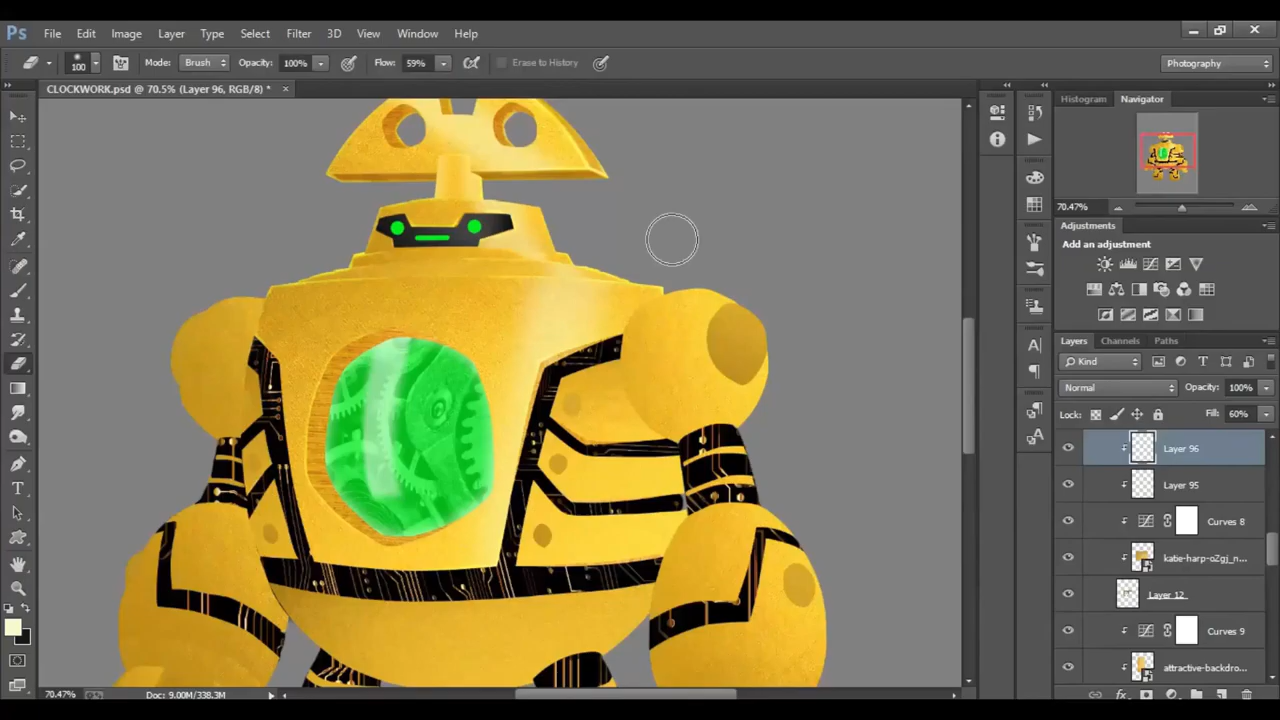 Ps File Edit Image Layer Type Select Filter 3D View Window Help
100 Mode: Brush Opacity: 100% Flow: 59% Erase to History Photography
CLOCKWORK.psd @ 70.5% (Layer 96, RGB/8) * ×
Histogram Navigator
70.47%
Adjustments
Add an adjustment
Layers Channels Paths
Kind
Normal Opacity: 100%
Lock: Fill: 60%
Layer 96
Layer 95
Curves 8
katie-harp-oZgj_n...
Layer 12
Curves 9
attractive-backdro...
70.47% Doc: 9.00M/338.3M